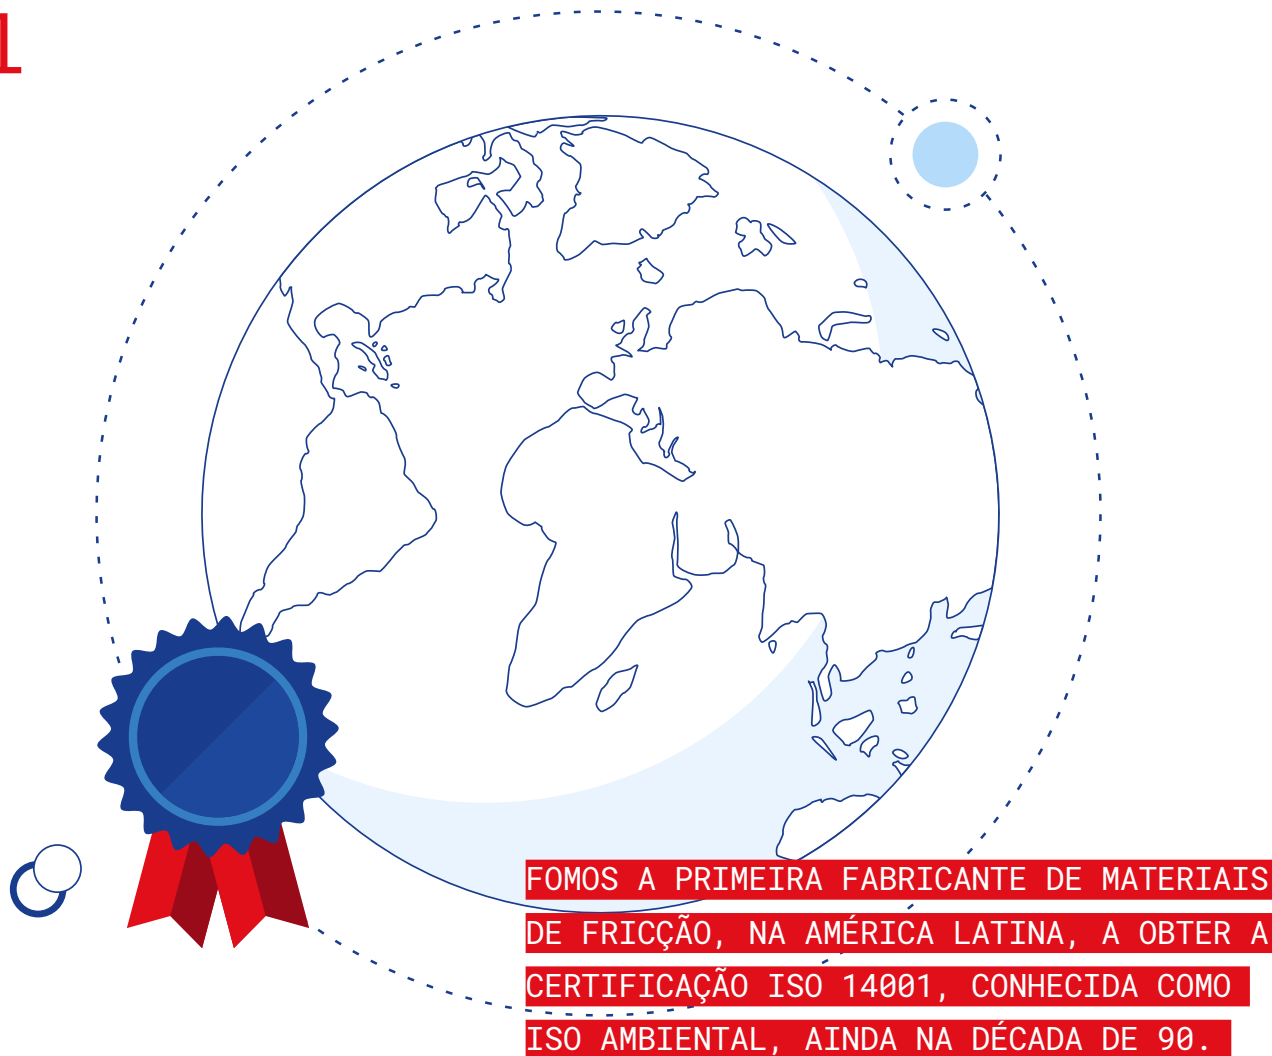 FOMOS A PRIMEIRA FABRICANTE DE MATERIAIS
DE FRICÇÃO, NA AMÉRICA LATINA, A OBTER A
CERTIFICAÇÃO ISO 14001, CONHECIDA COMO
ISO AMBIENTAL, AINDA NA DÉCADA DE 90.